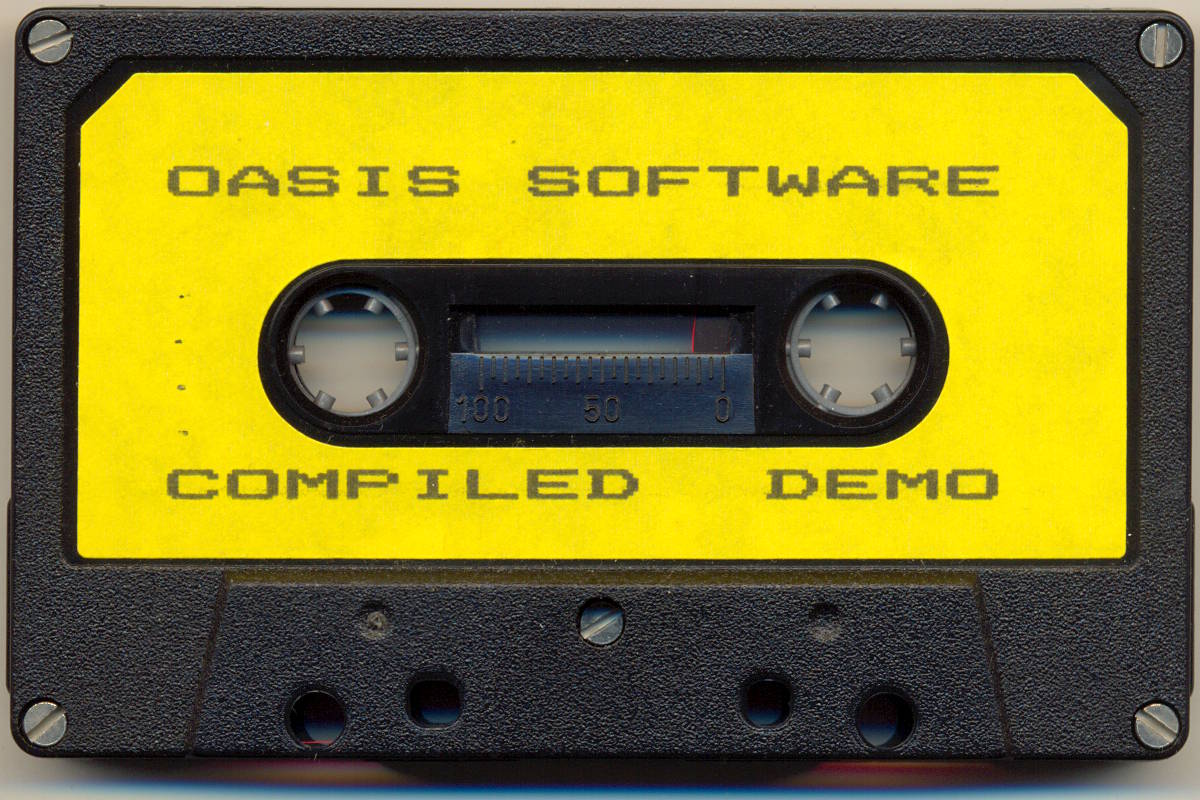 OASIS SOFTWARE
100 50 0
COMPILED DEMO